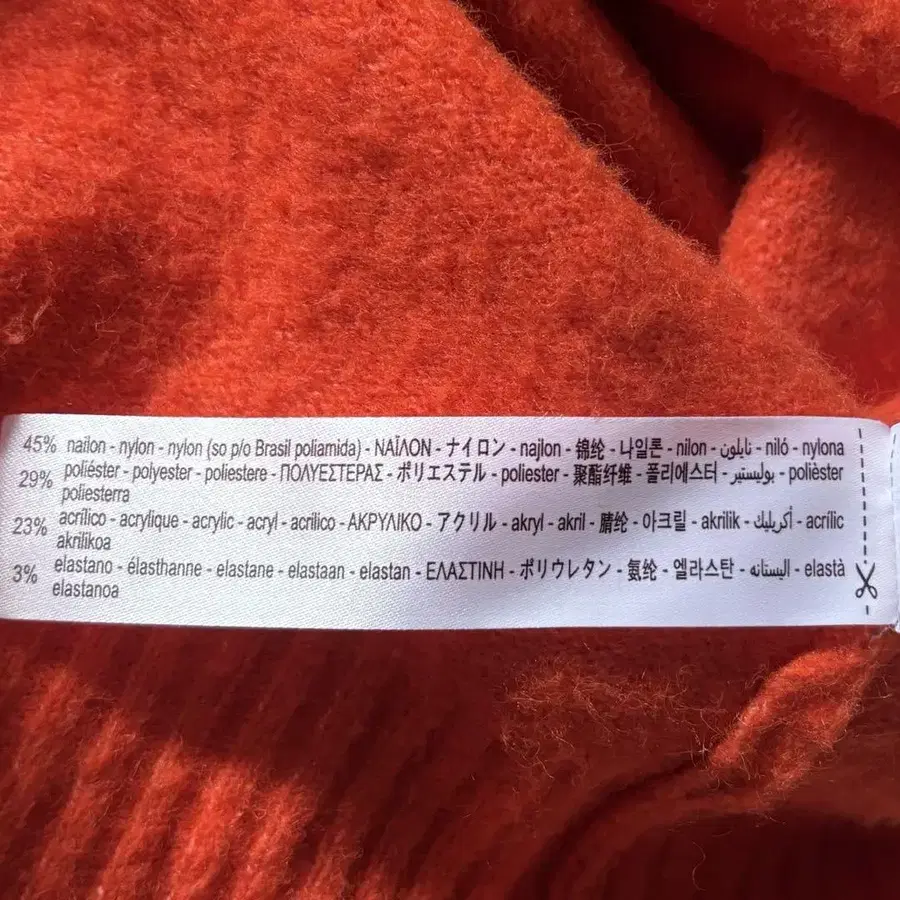 45% nailon - nylon - nylon (so p/o Brasil poliamida) - ΝΑΪΛΟΝ - ナイロン - najlon - 锦纶 - 나일론 - nilon - نايلون - niló - nylona
29% poliéster - polyester - poliestere - ΠΟΛΥΕΣΤΕΡΑΣ - ポリエステル - poliester - 聚酯纤维 - 폴리에스터 - بوليستير - polièster
poliesterra
23% acrílico - acrylique - acrylic - acryl - acrilico - ΑΚΡΥΛΙΚΟ - アクリル - akryl - akril - 腈纶 - 아크릴 - akrilik - أكريليك - acrílic
akrilikoa
3% elastano - élasthanne - elastane - elastaan - elastan - ΕΛΑΣΤΙΝΗ - ポリウレタン - 氨纶 - 엘라스탄 - اليستانه - elastà
elastanoa